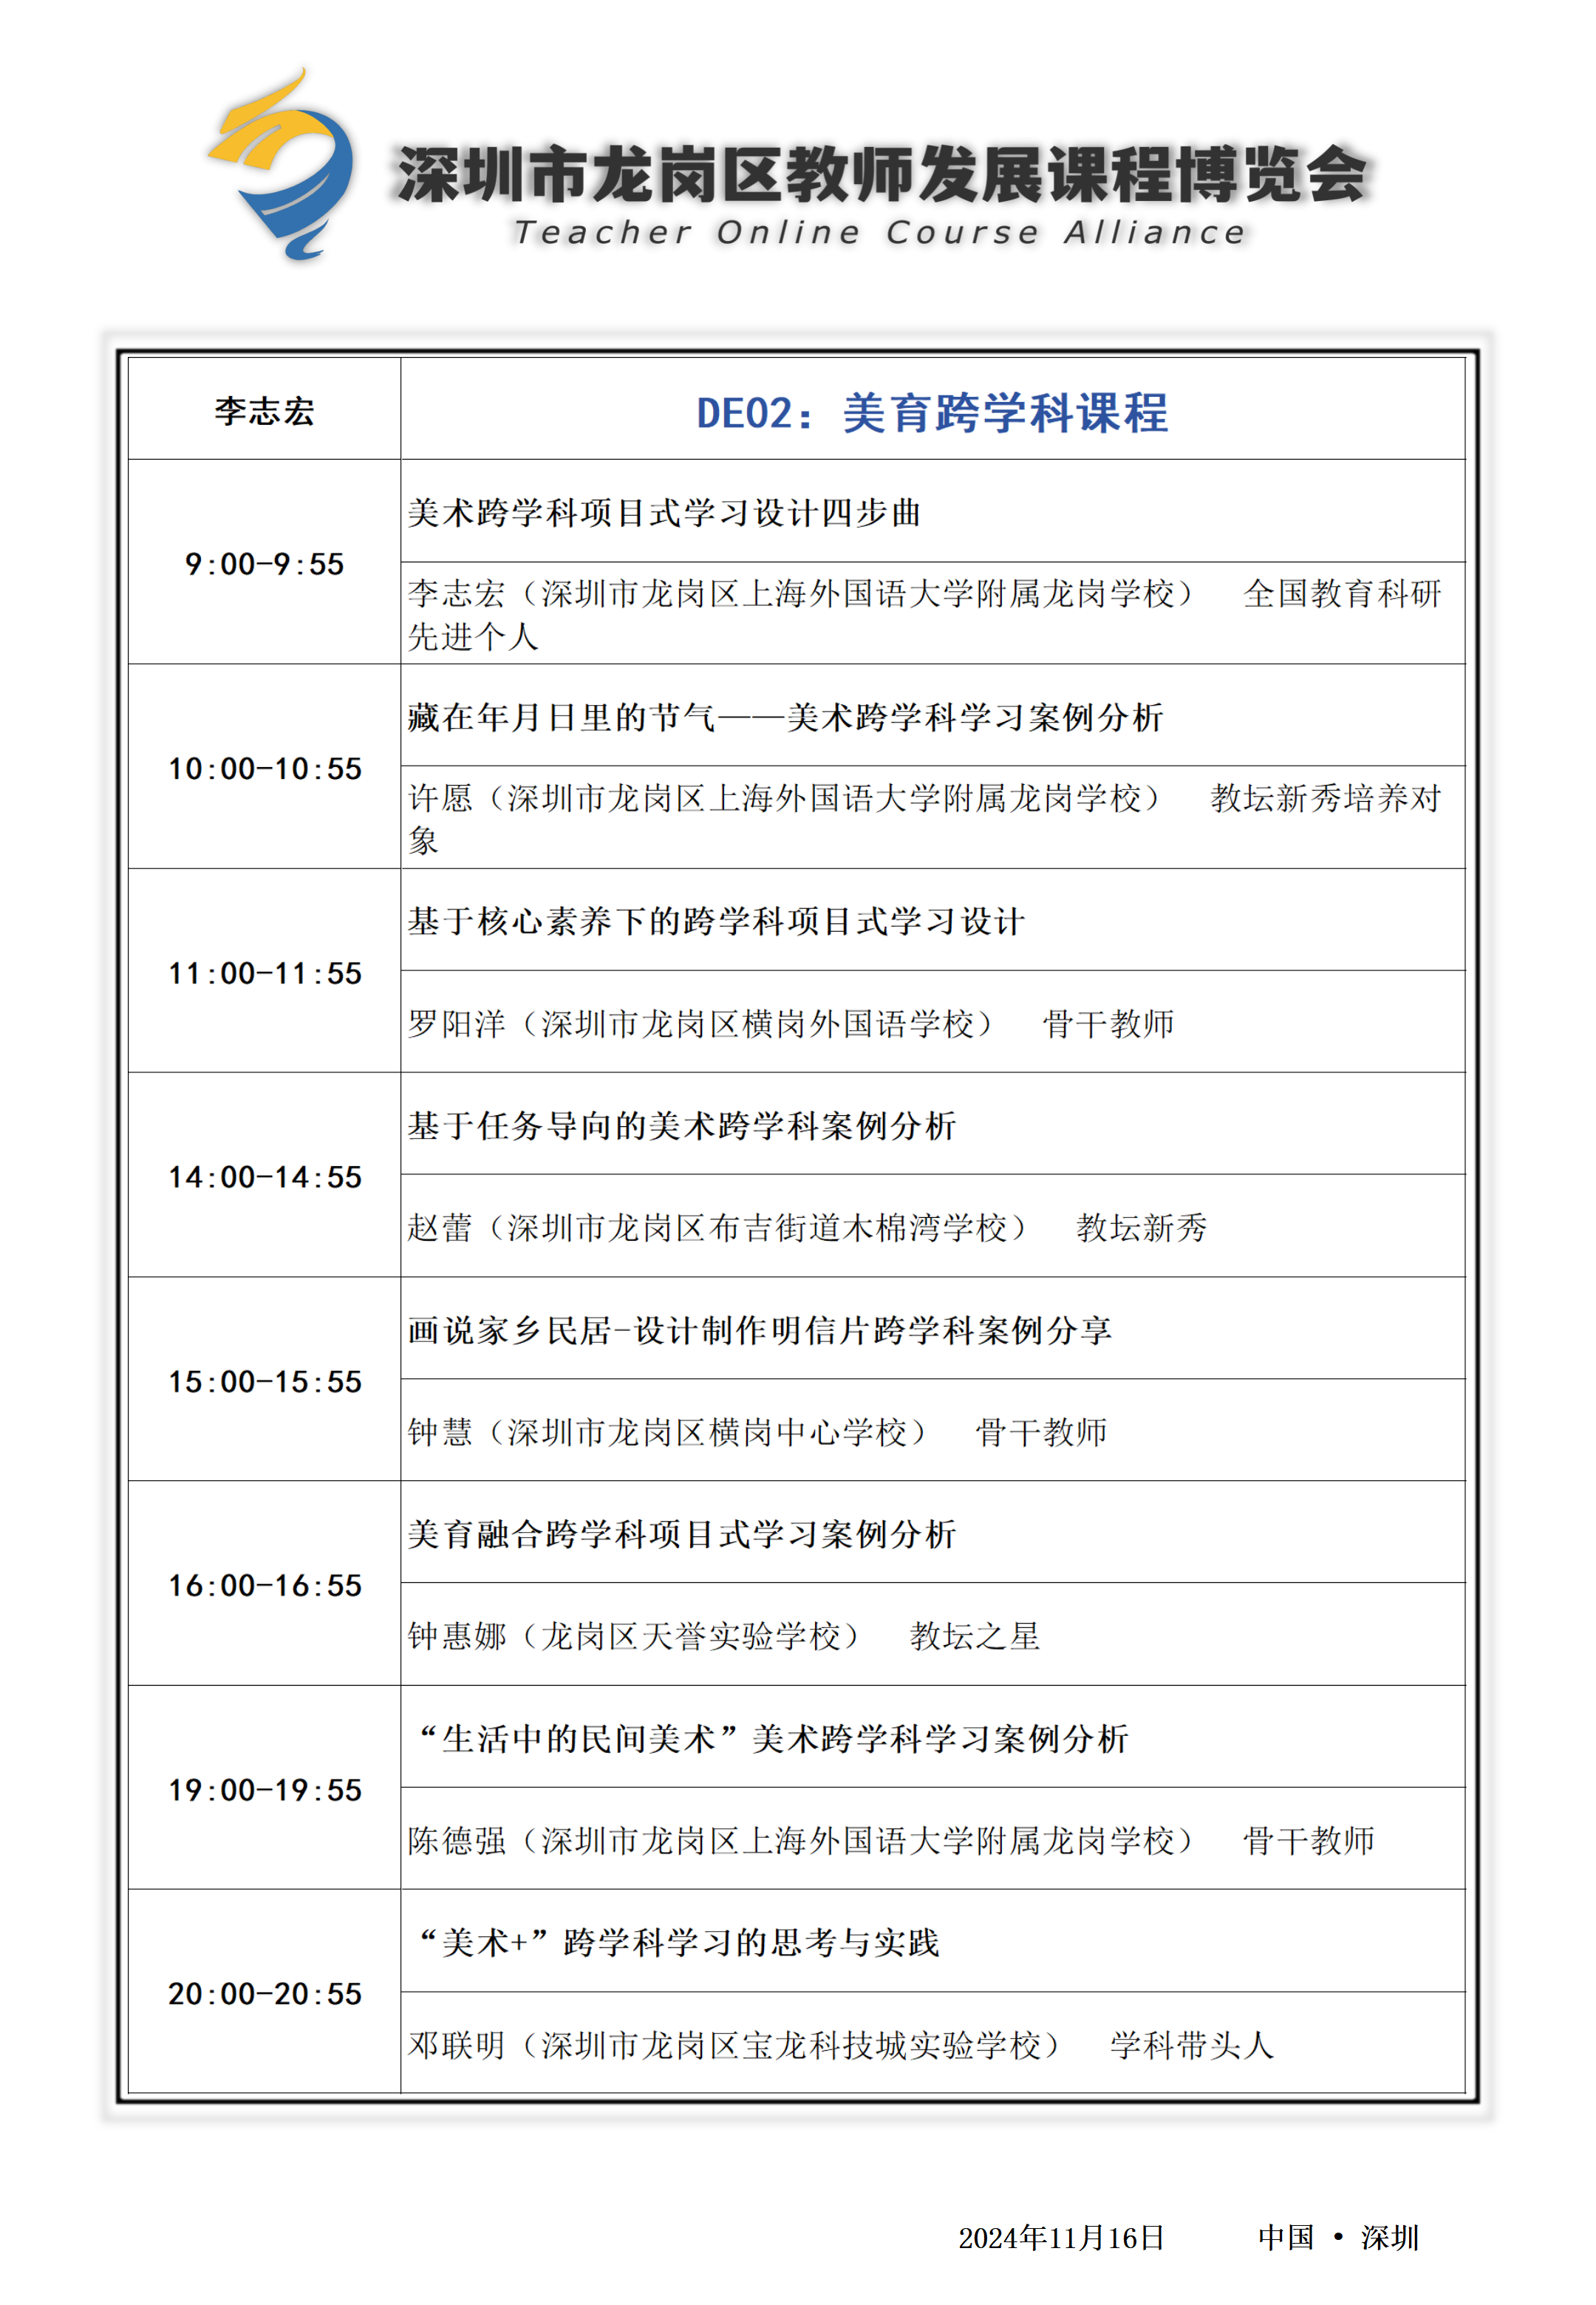 深圳市龙岗区教师发展课程博览会
Teacher Online Course Alliance
李志宏
DE02：美育跨学科课程
9:00-9:55
美术跨学科项目式学习设计四步曲
李志宏（深圳市龙岗区上海外国语大学附属龙岗学校） 全国教育科研
先进个人
10:00-10:55
藏在年月日里的节气——美术跨学科学习案例分析
许愿（深圳市龙岗区上海外国语大学附属龙岗学校） 教坛新秀培养对
象
11:00-11:55
基于核心素养下的跨学科项目式学习设计
罗阳洋（深圳市龙岗区横岗外国语学校） 骨干教师
14:00-14:55
基于任务导向的美术跨学科案例分析
赵蕾（深圳市龙岗区布吉街道木棉湾学校） 教坛新秀
15:00-15:55
画说家乡民居-设计制作明信片跨学科案例分享
钟慧（深圳市龙岗区横岗中心学校） 骨干教师
16:00-16:55
美育融合跨学科项目式学习案例分析
钟惠娜（龙岗区天誉实验学校） 教坛之星
19:00-19:55
“生活中的民间美术”美术跨学科学习案例分析
陈德强（深圳市龙岗区上海外国语大学附属龙岗学校） 骨干教师
20:00-20:55
“美术+”跨学科学习的思考与实践
邓联明（深圳市龙岗区宝龙科技城实验学校） 学科带头人
2024年11月16日 中国 • 深圳